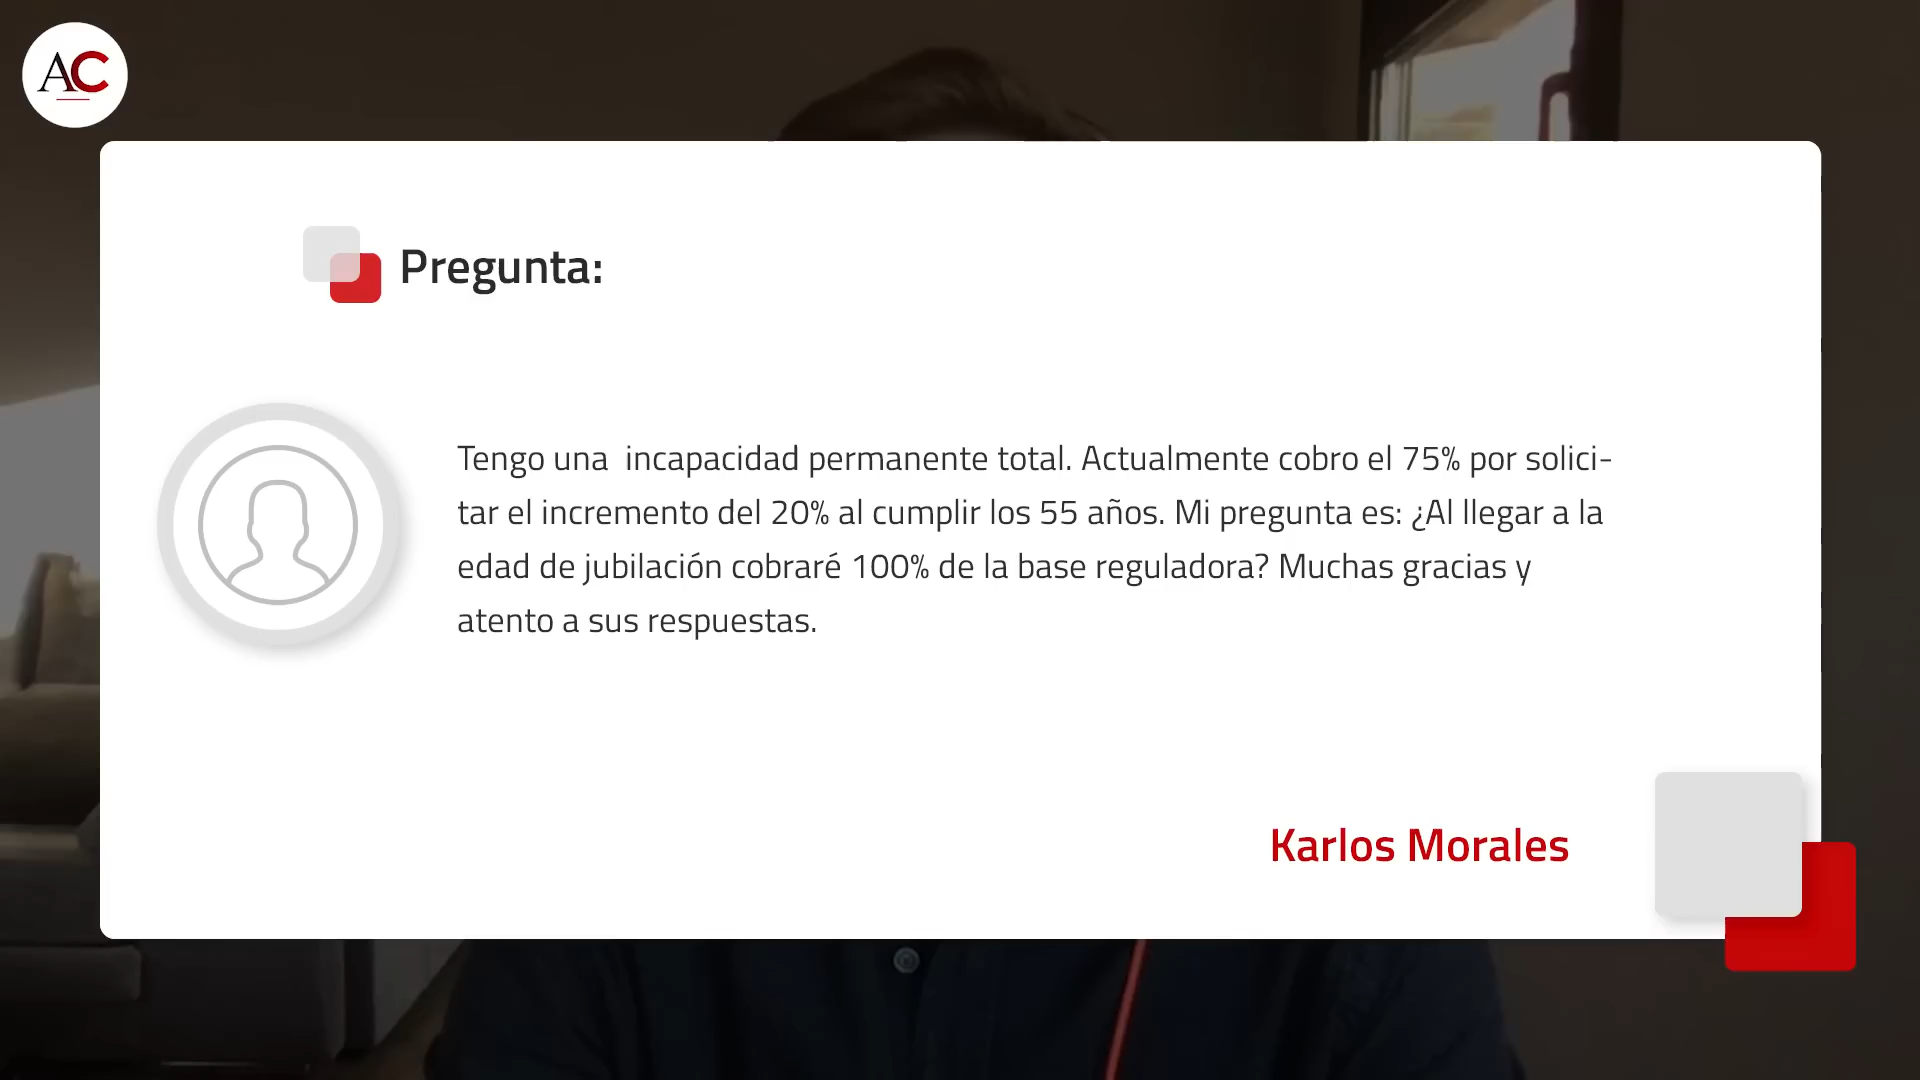 AC
Pregunta:
Tengo una  incapacidad permanente total. Actualmente cobro el 75% por solici-
tar el incremento del 20% al cumplir los 55 años. Mi pregunta es: ¿Al llegar a la
edad de jubilación cobraré 100% de la base reguladora? Muchas gracias y
atento a sus respuestas.
Karlos Morales